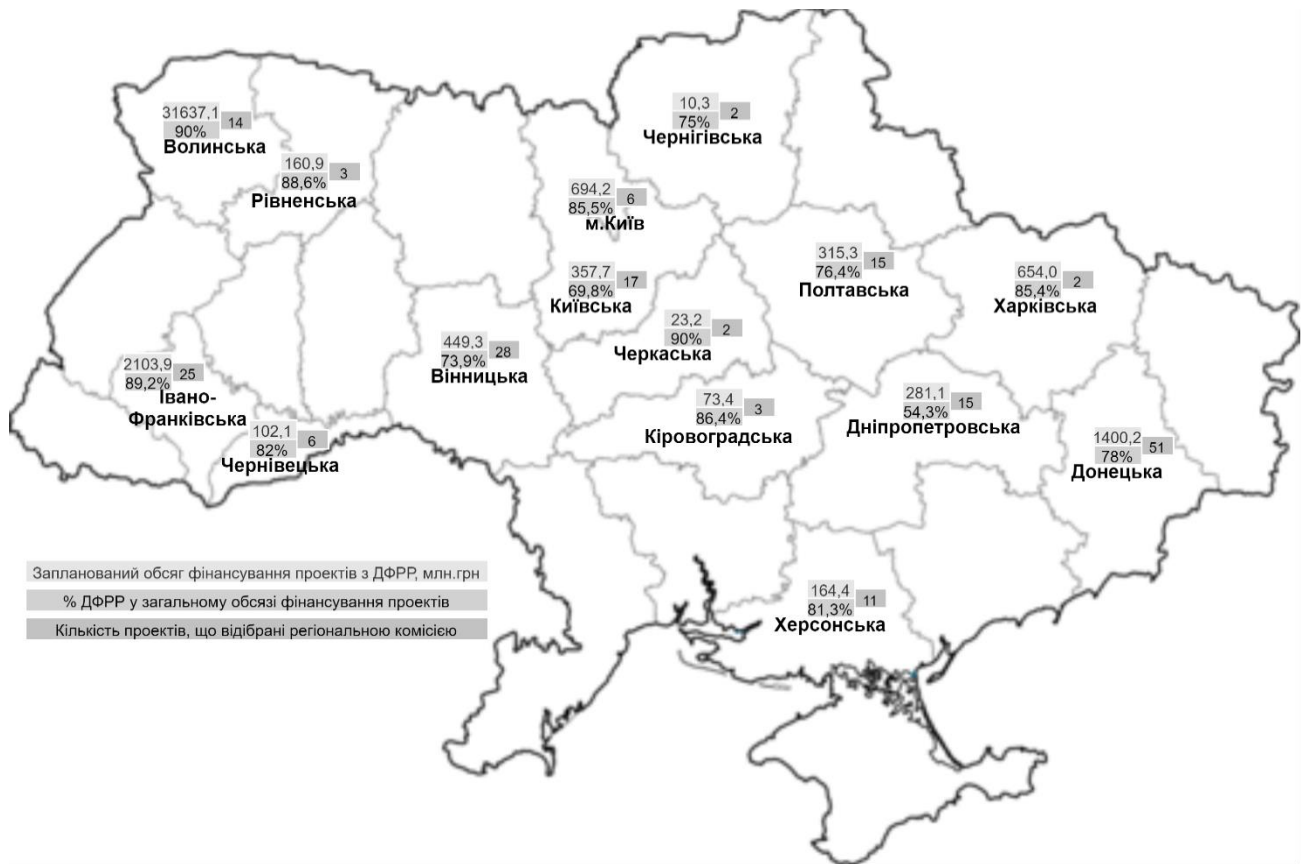 31637,1
14
90%
Волинська
160,9
3
88,6%
Рівненська
10,3
2
75%
Чернігівська
694,2
6
85,5%
м.Київ
357,7
17
69,8%
Київська
315,3
15
76,4%
Полтавська
654,0
2
85,4%
Харківська
23,2
2
90%
Черкаська
449,3
28
73,9%
Вінницька
2103,9
25
89,2%
Івано-
Франківська
102,1
6
82%
Чернівецька
73,4
3
86,4%
Кіровоградська
281,1
15
54,3%
Дніпропетровська
1400,2
51
78%
Донецька
164,4
11
81,3%
Херсонська
Запланований обсяг фінансування проектів з ДФРР, млн.грн
% ДФРР у загальному обсязі фінансування проектів
Кількість проектів, що відібрані регіональною комісією